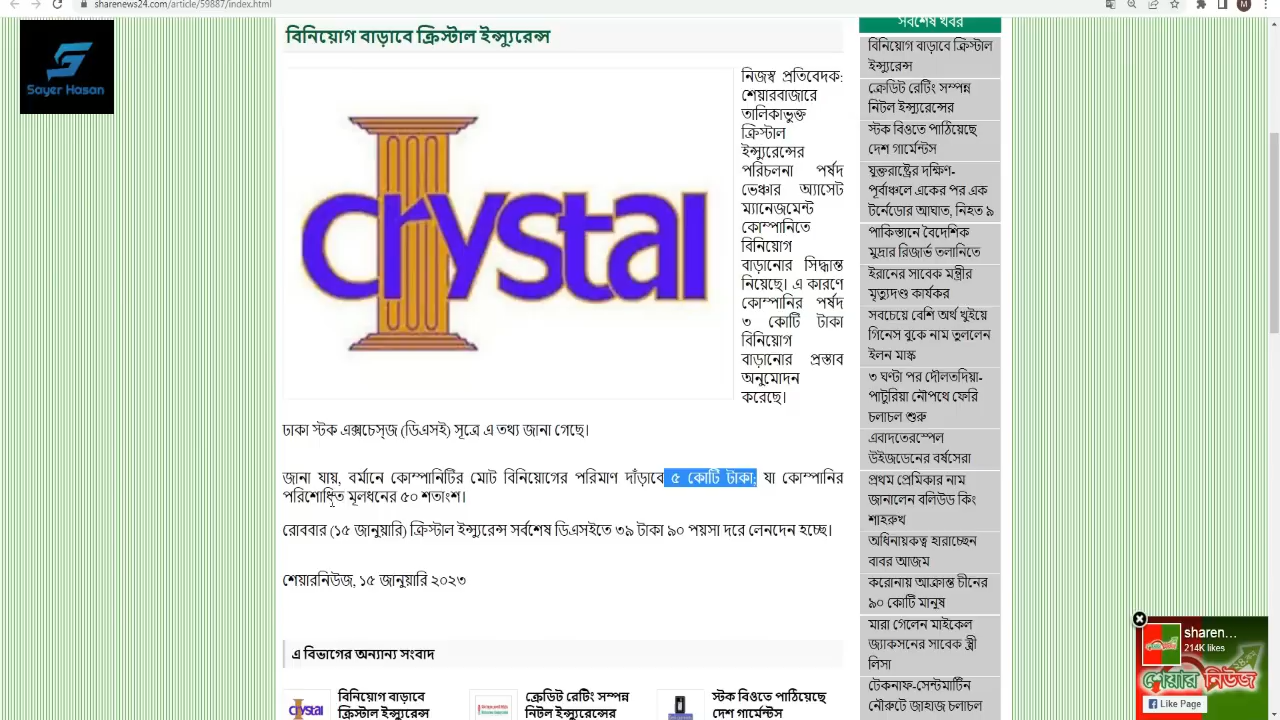 sharenews24.com/article/59887/index.html
M
Sayer Hasan
বিনিয়োগ বাড়াবে ক্রিস্টাল ইন্স্যুরেন্স
crystal
নিজস্ব প্রতিবেদক:
শেয়ারবাজারে
তালিকাভুক্ত
ক্রিস্টাল
ইন্স্যুরেন্সের
পরিচালনা পর্ষদ
ভেঞ্চার অ্যাসেট
ম্যানেজমেন্ট
কোম্পানিতে
বিনিয়োগ
বাড়ানোর সিদ্ধান্ত
নিয়েছে। এ কারণে
কোম্পানির পর্ষদ
৩ কোটি টাকা
বিনিয়োগ
বাড়ানোর প্রস্তাব
অনুমোদন
করেছে।
ঢাকা স্টক এক্সচেস্জ (ডিএসই) সূত্রে এ তথ্য জানা গেছে।
জানা যায়, বর্মানে কোম্পানিটির মোট বিনিয়োগের পরিমাণ দাঁড়াবে ৫ কোটি টাকা; যা কোম্পানির
পরিশোধিত মূলধনের ৫০ শতাংশ।
রোববার (১৫ জানুয়ারি) ক্রিস্টাল ইন্স্যুরেন্স সর্বশেষ ডিএসইতে ৩৯ টাকা ৯০ পয়সা দরে লেনদেন হচ্ছে।
শেয়ারনিউজ, ১৫ জানুয়ারি ২০২৩
এ বিভাগের অন্যান্য সংবাদ
crystal
বিনিয়োগ বাড়াবে
ক্রিস্টাল ইন্স্যুরেন্স
ক্রেডিট রেটিং সম্পন্ন
নিটল ইন্স্যুরেন্সের
স্টক বিওতে পাঠিয়েছে
দেশ গার্মেন্টস
সর্বশেষ খবর
বিনিয়োগ বাড়াবে ক্রিস্টাল
ইন্স্যুরেন্স
ক্রেডিট রেটিং সম্পন্ন
নিটল ইন্স্যুরেন্সের
স্টক বিওতে পাঠিয়েছে
দেশ গার্মেন্টস
যুক্তরাষ্ট্রের দক্ষিণ-
পূর্বাঞ্চলে একের পর এক
টর্নেডোর আঘাত, নিহত ৯
পাকিস্তানে বৈদেশিক
মুদ্রার রিজার্ভ তলানিতে
ইরানের সাবেক মন্ত্রীর
মৃত্যুদণ্ড কার্যকর
সবচেয়ে বেশি অর্থ খুইয়ে
গিনেস বুকে নাম তুললেন
ইলন মাস্ক
৩ ঘণ্টা পর দৌলতদিয়া-
পাটুরিয়া নৌপথে ফেরি
চলাচল শুরু
এবাদতেরস্পেল
উইজডেনের বর্ষসেরা
প্রথম প্রেমিকার নাম
জানালেন বলিউড কিং
শাহরুখ
অধিনায়কত্ব হারাচ্ছেন
বাবর আজম
করোনায় আক্রান্ত চীনের
৯০ কোটি মানুষ
মারা গেলেন মাইকেল
জ্যাকসনের সাবেক স্ত্রী
লিসা
টেকনাফ-সেন্টমার্টিন
নৌরুটে জাহাজ চলাচল
sharen...
214K likes
শেয়ার নিউজ
Like Page